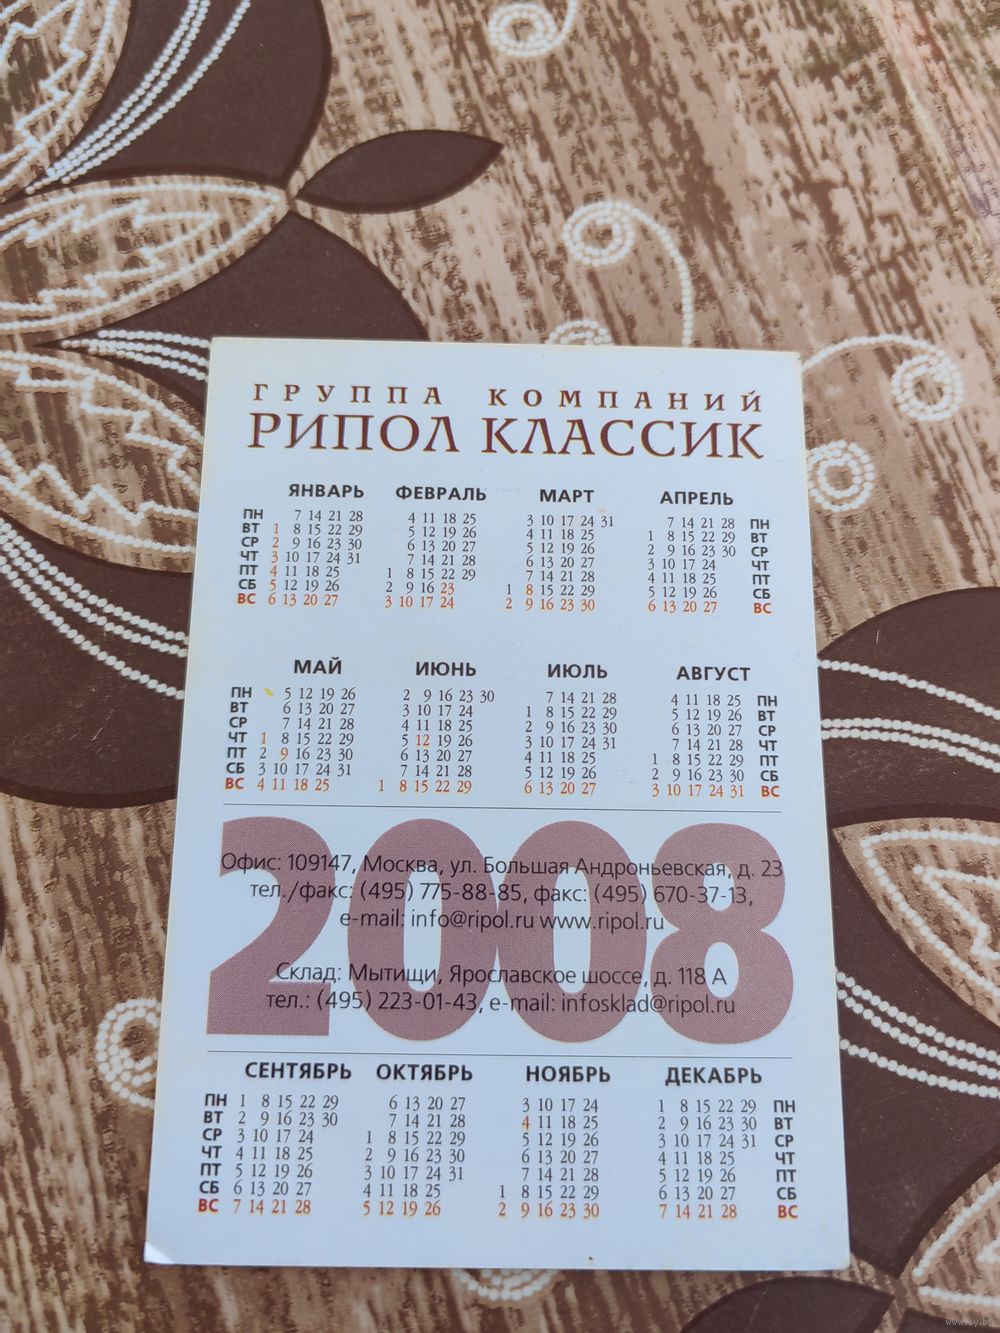 ГРУППА КОМПАНИЙ
РИПОЛ КЛАССИК
ЯНВАРЬ ФЕВРАЛЬ МАРТ АПРЕЛЬ
ПН 7 14 21 28 4 11 18 25 3 10 17 24 31 7 14 21 28 ПН
ВТ 1 8 15 22 29 5 12 19 26 4 11 18 25 1 8 15 22 29 ВТ
СР 2 9 16 23 30 6 13 20 27 5 12 19 26 2 9 16 23 30 СР
ЧТ 3 10 17 24 31 7 14 21 28 6 13 20 27 3 10 17 24 ЧТ
ПТ 4 11 18 25 1 8 15 22 29 7 14 21 28 4 11 18 25 ПТ
СБ 5 12 19 26 2 9 16 23 1 8 15 22 29 5 12 19 26 СБ
ВС 6 13 20 27 3 10 17 24 2 9 16 23 30 6 13 20 27 ВС
МАЙ ИЮНЬ ИЮЛЬ АВГУСТ
ПН 5 12 19 26 2 9 16 23 30 7 14 21 28 4 11 18 25 ПН
ВТ 6 13 20 27 3 10 17 24 1 8 15 22 29 5 12 19 26 ВТ
СР 7 14 21 28 4 11 18 25 2 9 16 23 30 6 13 20 27 СР
ЧТ 1 8 15 22 29 5 12 19 26 3 10 17 24 31 7 14 21 28 ЧТ
ПТ 2 9 16 23 30 6 13 20 27 4 11 18 25 1 8 15 22 29 ПТ
СБ 3 10 17 24 31 7 14 21 28 5 12 19 26 2 9 16 23 30 СБ
ВС 4 11 18 25 1 8 15 22 29 6 13 20 27 3 10 17 24 31 ВС
2008
Офис: 109147, Москва, ул. Большая Андроньевская, д. 23
тел./факс: (495) 775-88-85, факс: (495) 670-37-13,
e-mail: info@ripol.ru www.ripol.ru
Склад: Мытищи, Ярославское шоссе, д. 118 А
тел.: (495) 223-01-43, e-mail: infosklad@ripol.ru
СЕНТЯБРЬ ОКТЯБРЬ НОЯБРЬ ДЕКАБРЬ
ПН 1 8 15 22 29 6 13 20 27 3 10 17 24 1 8 15 22 29 ПН
ВТ 2 9 16 23 30 7 14 21 28 4 11 18 25 2 9 16 23 30 ВТ
СР 3 10 17 24 1 8 15 22 29 5 12 19 26 3 10 17 24 31 СР
ЧТ 4 11 18 25 2 9 16 23 30 6 13 20 27 4 11 18 25 ЧТ
ПТ 5 12 19 26 3 10 17 24 31 7 14 21 28 5 12 19 26 ПТ
СБ 6 13 20 27 4 11 18 25 1 8 15 22 29 6 13 20 27 СБ
ВС 7 14 21 28 5 12 19 26 2 9 16 23 30 7 14 21 28 ВС